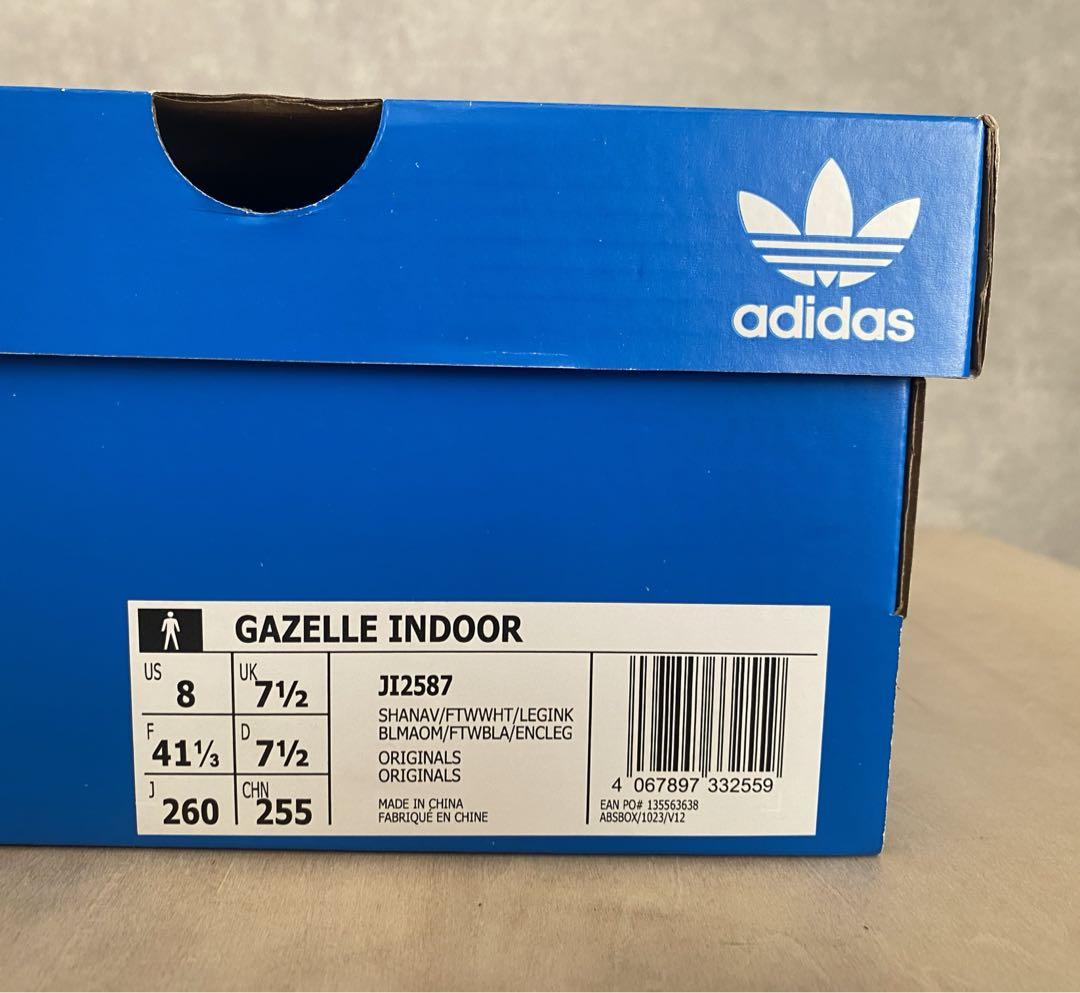 adidas
GAZELLE INDOOR
US 8
UK 7½
F 41⅓
D 7½
J 260
CHN 255
JI2587
SHANAV/FTWWHT/LEGINK
BLMAOM/FTWBLA/ENCLEG
ORIGINALS
ORIGINALS
MADE IN CHINA
FABRIQUÉ EN CHINE
4 067897 332559
EAN PO# 135563638
ABSBOX/1023/V12